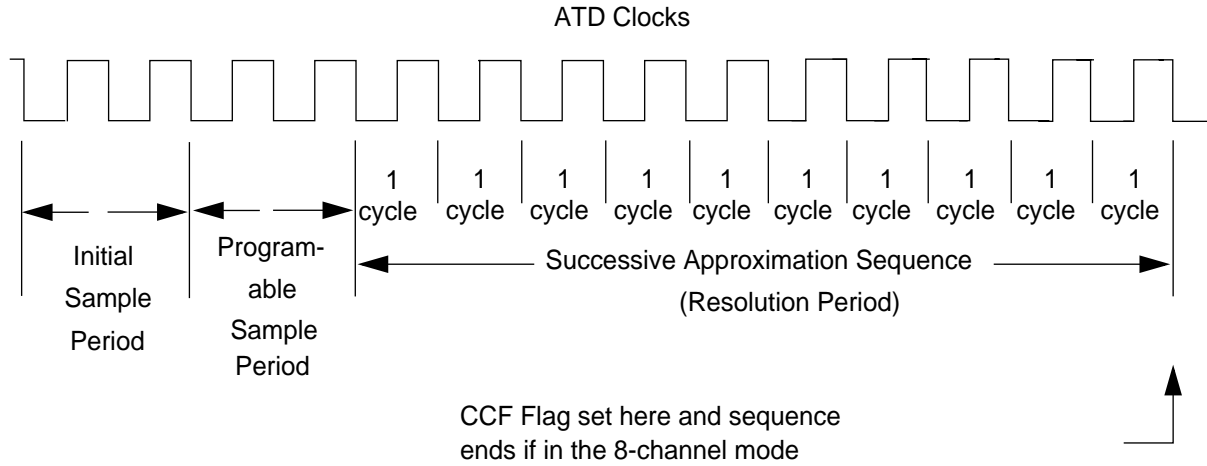 ATD Clocks
1 cycle
1 cycle
1 cycle
1 cycle
1 cycle
1 cycle
1 cycle
1 cycle
1 cycle
1 cycle
Initial
Sample
Period
Program-
able
Sample
Period
Successive Approximation Sequence
(Resolution Period)
CCF Flag set here and sequence
ends if in the 8-channel mode